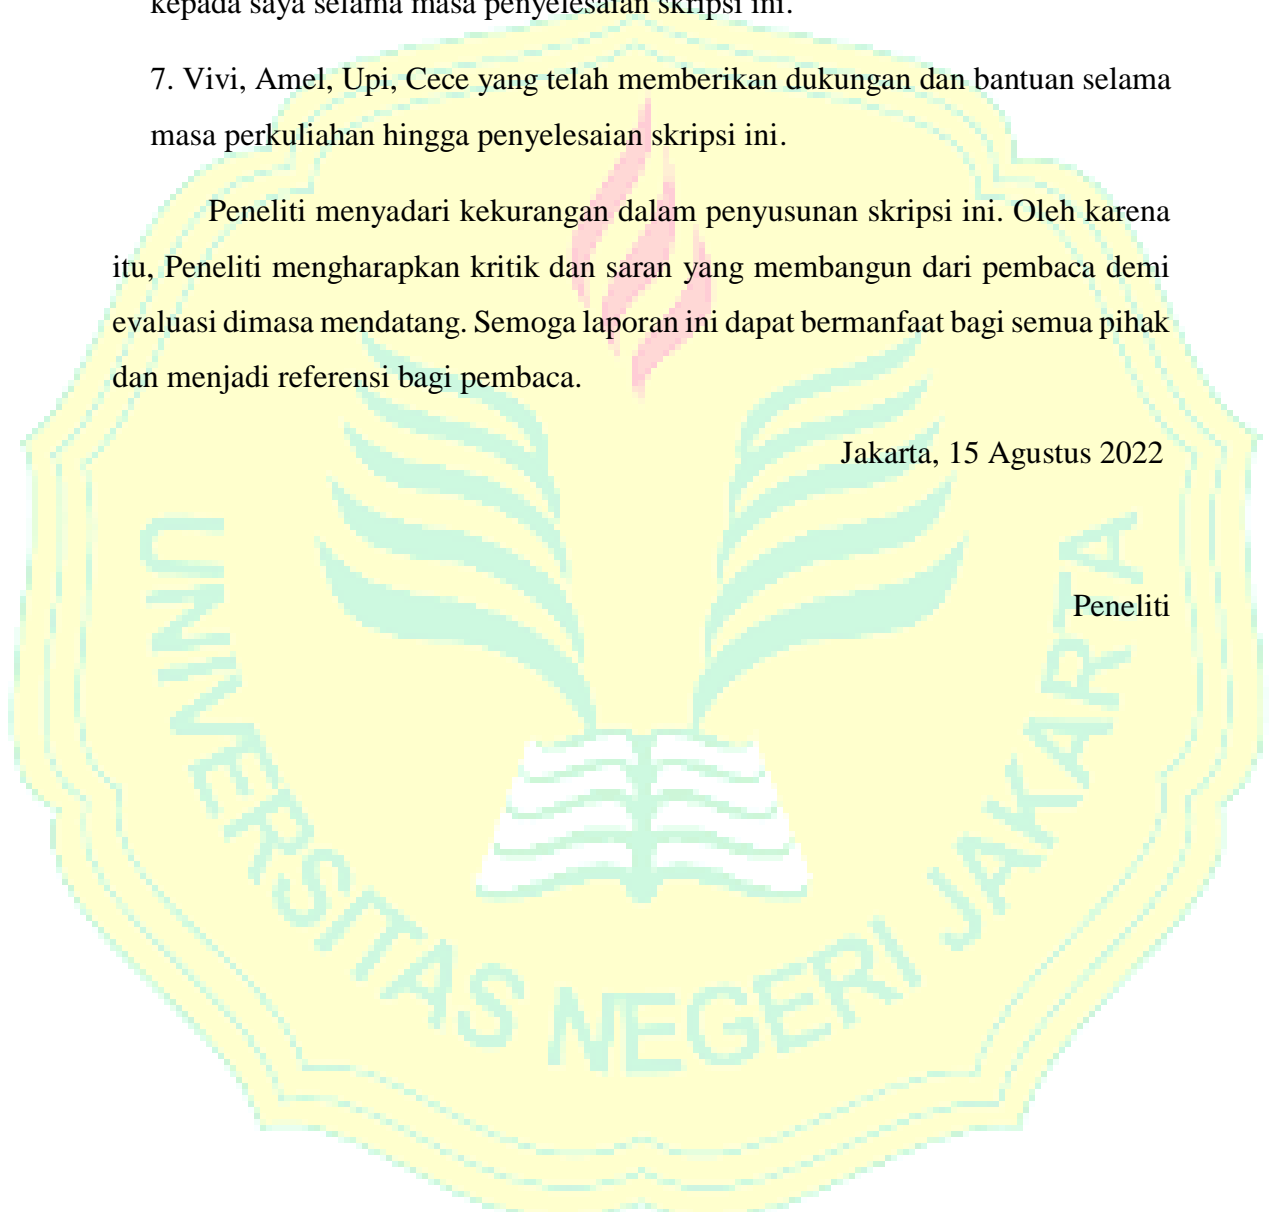 kepada saya selama masa penyelesaian skripsi ini.
7. Vivi, Amel, Upi, Cece yang telah memberikan dukungan dan bantuan selama
masa perkuliahan hingga penyelesaian skripsi ini.
Peneliti menyadari kekurangan dalam penyusunan skripsi ini. Oleh karena
itu, Peneliti mengharapkan kritik dan saran yang membangun dari pembaca demi
evaluasi dimasa mendatang. Semoga laporan ini dapat bermanfaat bagi semua pihak
dan menjadi referensi bagi pembaca.
Jakarta, 15 Agustus 2022
Peneliti
UNIVERSITAS NEGERI JAKARTA